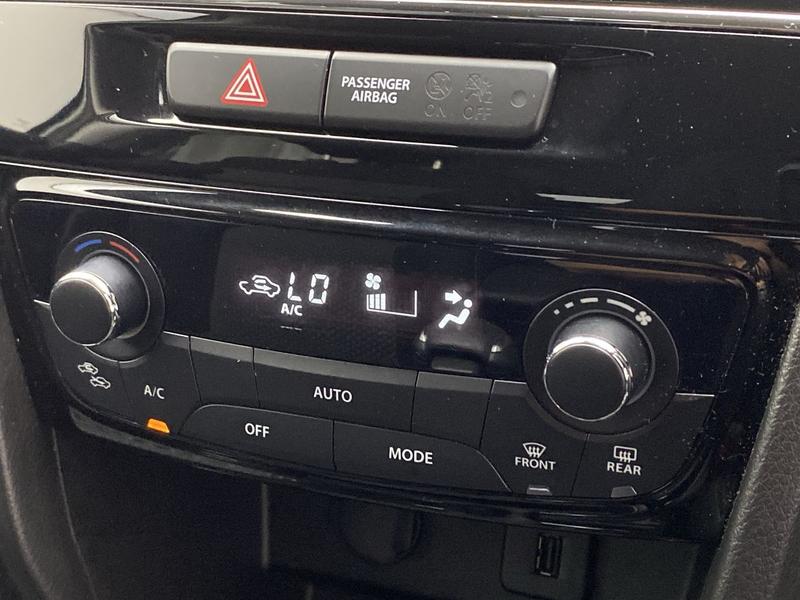 PASSENGER
AIRBAG
ON OFF
LO
A/C
A/C
AUTO
OFF
MODE
FRONT
REAR